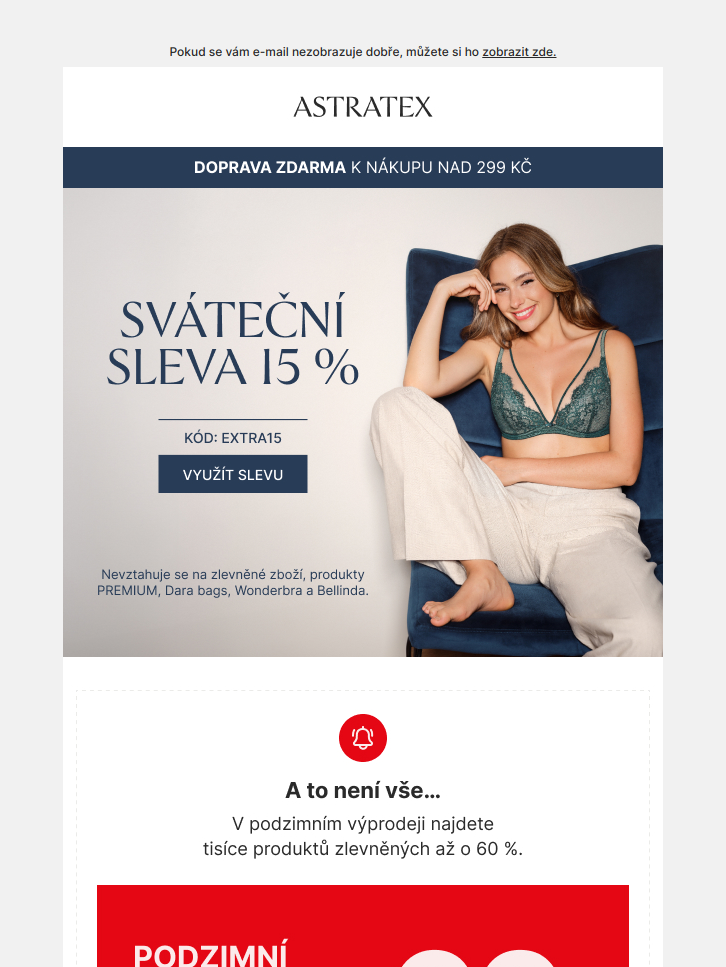 Pokud se vám e-mail nezobrazuje dobře, můžete si ho zobrazit zde.
ASTRATEX
DOPRAVA ZDARMA K NÁKUPU NAD 299 KČ
SVÁTEČNÍ
SLEVA 15 %
KÓD: EXTRA15
VYUŽÍT SLEVU
Nevztahuje se na zlevněné zboží, produkty
PREMIUM, Dara bags, Wonderbra a Bellinda.
A to není vše...
V podzimním výprodeji najdete
tisíce produktů zlevněných až o 60 %.
PODZIMNÍ